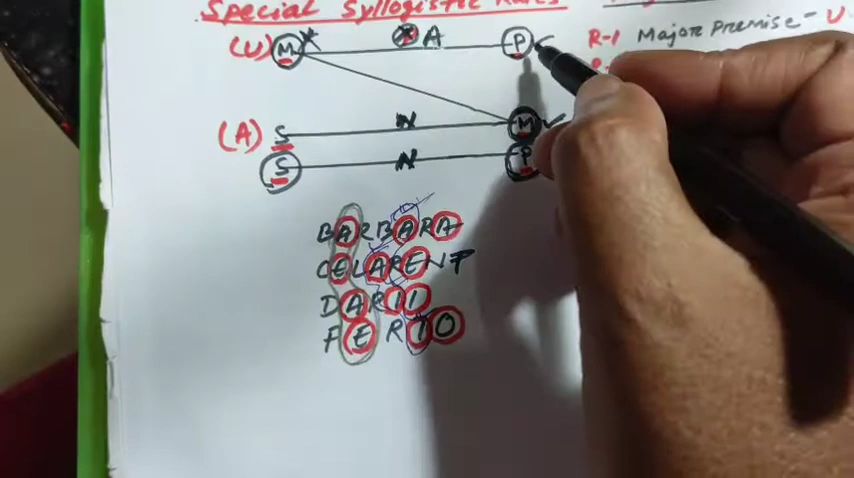 Special Syllogistic Rules
(U) M * A P
R-1 Major Premise - U
(A) S N M
S N P
BARBARA
CELARENT
DARII
FERIO